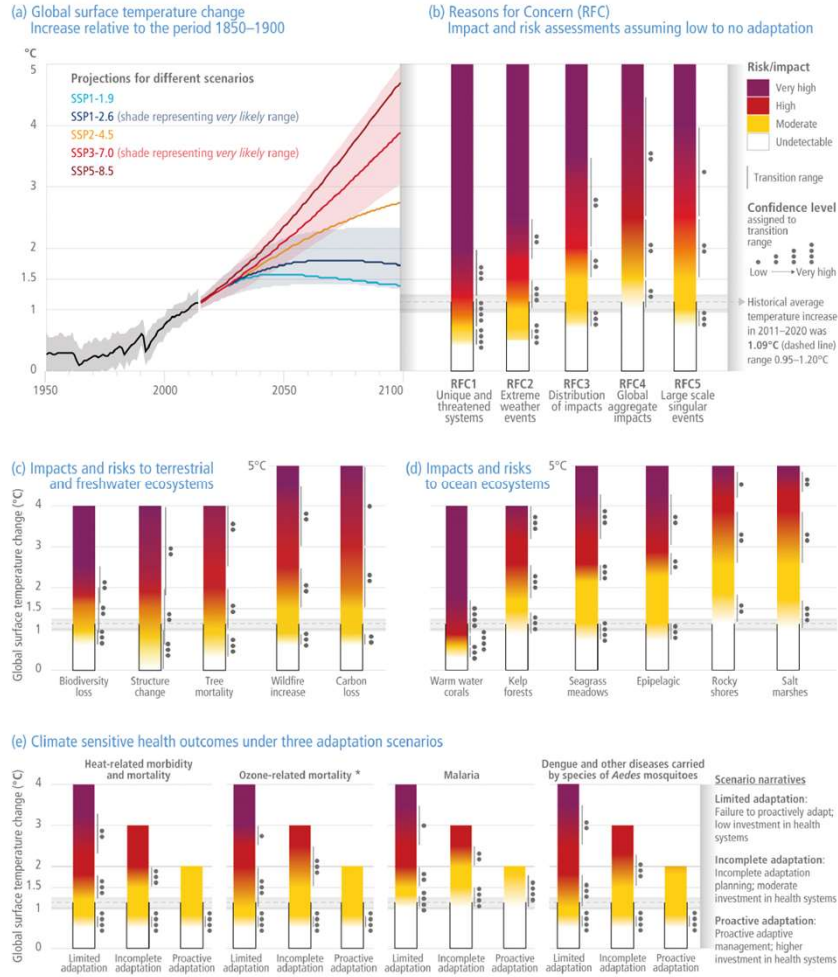 (a) Global surface temperature change
Increase relative to the period 1850–1900
°C
Projections for different scenarios
SSP1-1.9
SSP1-2.6 (shade representing very likely range)
SSP2-4.5
SSP3-7.0 (shade representing very likely range)
SSP5-8.5
5
4
3
2
1.5
1
0
1950
2000
2050
2100
(b) Reasons for Concern (RFC)
Impact and risk assessments assuming low to no adaptation
RFC1
Unique and
threatened
systems
RFC2
Extreme
weather
events
RFC3
Distribution
of impacts
RFC4
Global
aggregate
impacts
RFC5
Large scale
singular
events
Risk/impact
Very high
High
Moderate
Undetectable
Transition range
Confidence level
assigned to
transition
range
Low
Very high
Historical average
temperature increase
in 2011–2020 was
1.09°C (dashed line)
range 0.95–1.20°C
(c) Impacts and risks to terrestrial
and freshwater ecosystems
5°C
Global surface temperature change (°C)
4
3
2
1.5
1
0
Biodiversity
loss
Structure
change
Tree
mortality
Wildfire
increase
Carbon
loss
(d) Impacts and risks
to ocean ecosystems
5°C
Global surface temperature change (°C)
4
3
2
1.5
1
0
Warm water
corals
Kelp
forests
Seagrass
meadows
Epipelagic
Rocky
shores
Salt
marshes
(e) Climate sensitive health outcomes under three adaptation scenarios
Global surface temperature change (°C)
4
3
2
1.5
1
0
Heat-related morbidity
and mortality
Limited
adaptation
Incomplete
adaptation
Proactive
adaptation
Ozone-related mortality *
Limited
adaptation
Incomplete
adaptation
Proactive
adaptation
Malaria
Limited
adaptation
Incomplete
adaptation
Proactive
adaptation
Dengue and other diseases carried
by species of Aedes mosquitoes
Limited
adaptation
Incomplete
adaptation
Proactive
adaptation
Scenario narratives
Limited adaptation:
Failure to proactively adapt;
low investment in health
systems
Incomplete adaptation:
Incomplete adaptation
planning; moderate
investment in health systems
Proactive adaptation:
Proactive adaptive
management; higher
investment in health systems